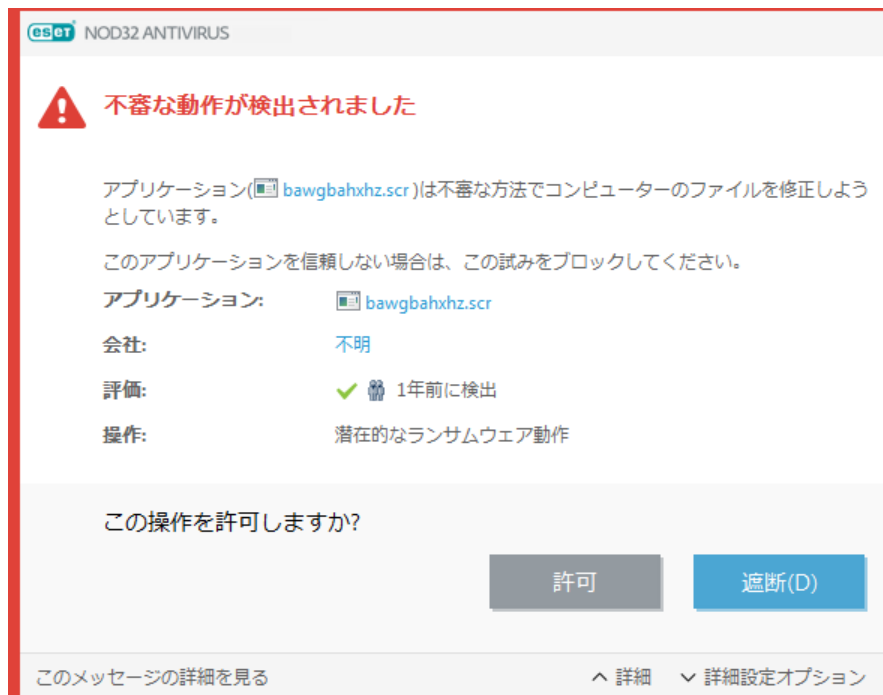 eset NOD32 ANTIVIRUS
不審な動作が検出されました
アプリケーション( bawgbahxhz.scr )は不審な方法でコンピューターのファイルを修正しよう
としています。
このアプリケーションを信頼しない場合は、この試みをブロックしてください。
アプリケーション: bawgbahxhz.scr
会社: 不明
評価: 1年前に検出
操作: 潜在的なランサムウェア動作
この操作を許可しますか?
許可 遮断(D)
このメッセージの詳細を見る 詳細 詳細設定オプション